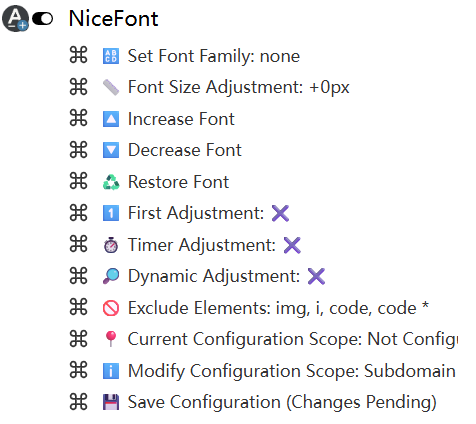 NiceFont
Set Font Family: none
Font Size Adjustment: +0px
Increase Font
Decrease Font
Restore Font
First Adjustment: ❌
Timer Adjustment: ❌
Dynamic Adjustment: ❌
Exclude Elements: img, i, code, code *
Current Configuration Scope: Not
Modify Configuration Scope: Subdomain
Save Configuration (Changes Pending)